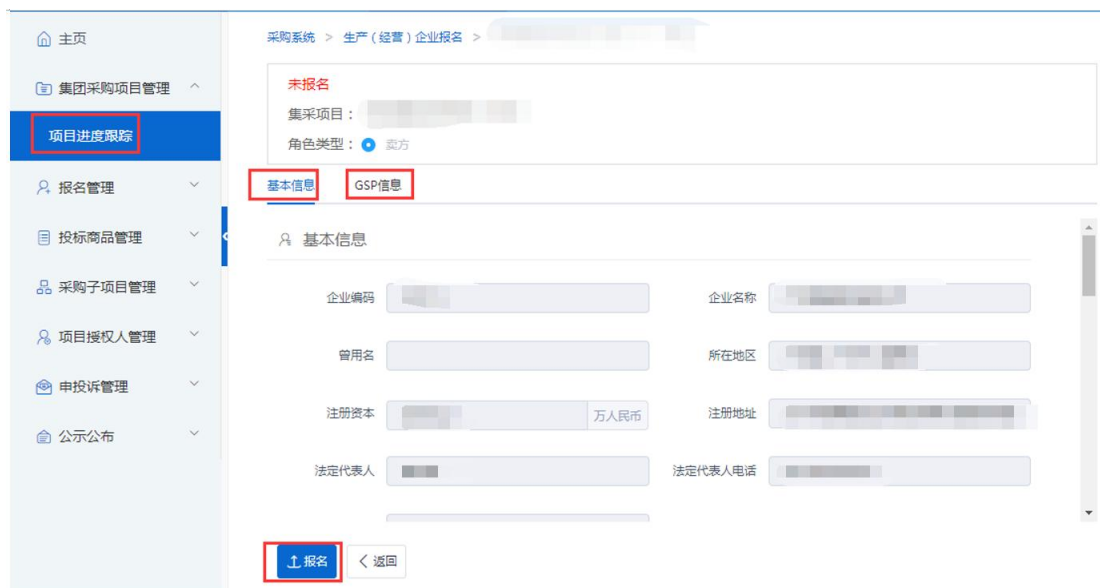 主页
集团采购项目管理
项目进度跟踪
报名管理
投标商品管理
采购子项目管理
项目授权人管理
申投诉管理
公示公布
采购系统 > 生产（经营）企业报名 >
未报名
集采项目：
角色类型： 卖方
基本信息 GSP信息
基本信息
企业编码 企业名称
曾用名 所在地区
注册资本 万人民币 注册地址
法定代表人 法定代表人电话
报名 返回